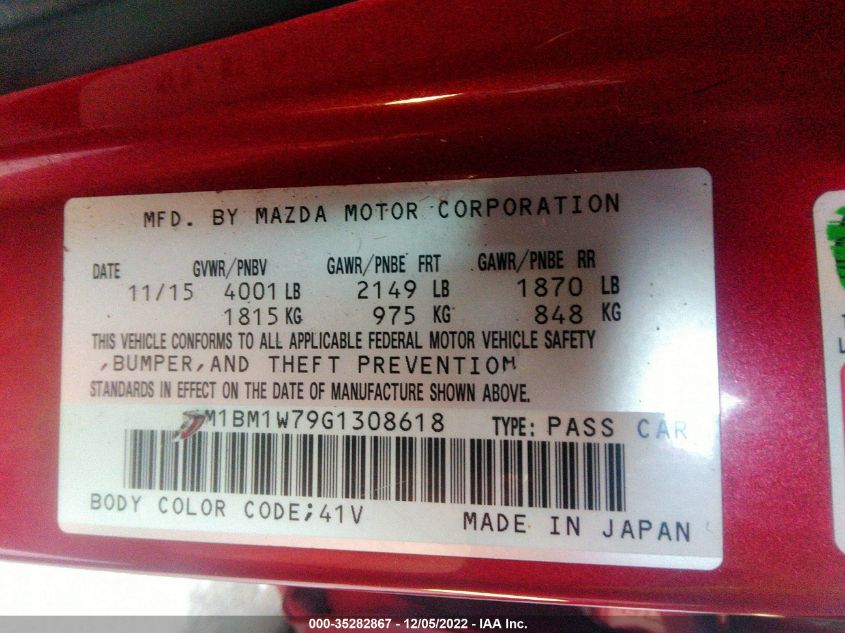 MFD. BY MAZDA MOTOR CORPORATION
DATE GVWR/PNBV GAWR/PNBE FRT GAWR/PNBE RR
11/15 4001 LB 2149 LB 1870 LB
1815 KG 975 KG 848 KG
THIS VEHICLE CONFORMS TO ALL APPLICABLE FEDERAL MOTOR VEHICLE SAFETY
,BUMPER,AND THEFT PREVENTION
STANDARDS IN EFFECT ON THE DATE OF MANUFACTURE SHOWN ABOVE.
M1BM1W79G1308618 TYPE: PASS CAR
BODY COLOR CODE;41V
MADE IN JAPAN
000-35282867 - 12/05/2022 - IAA Inc.